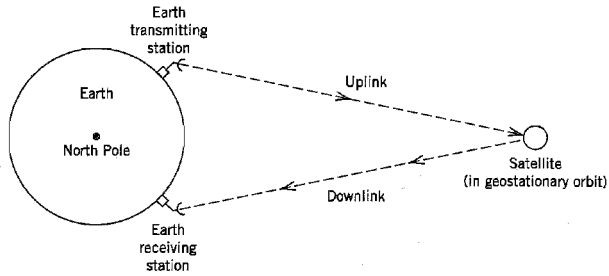 Earth
transmitting
station
Uplink
Earth
North Pole
Satellite
(in geostationary orbit)
Downlink
Earth
receiving
station